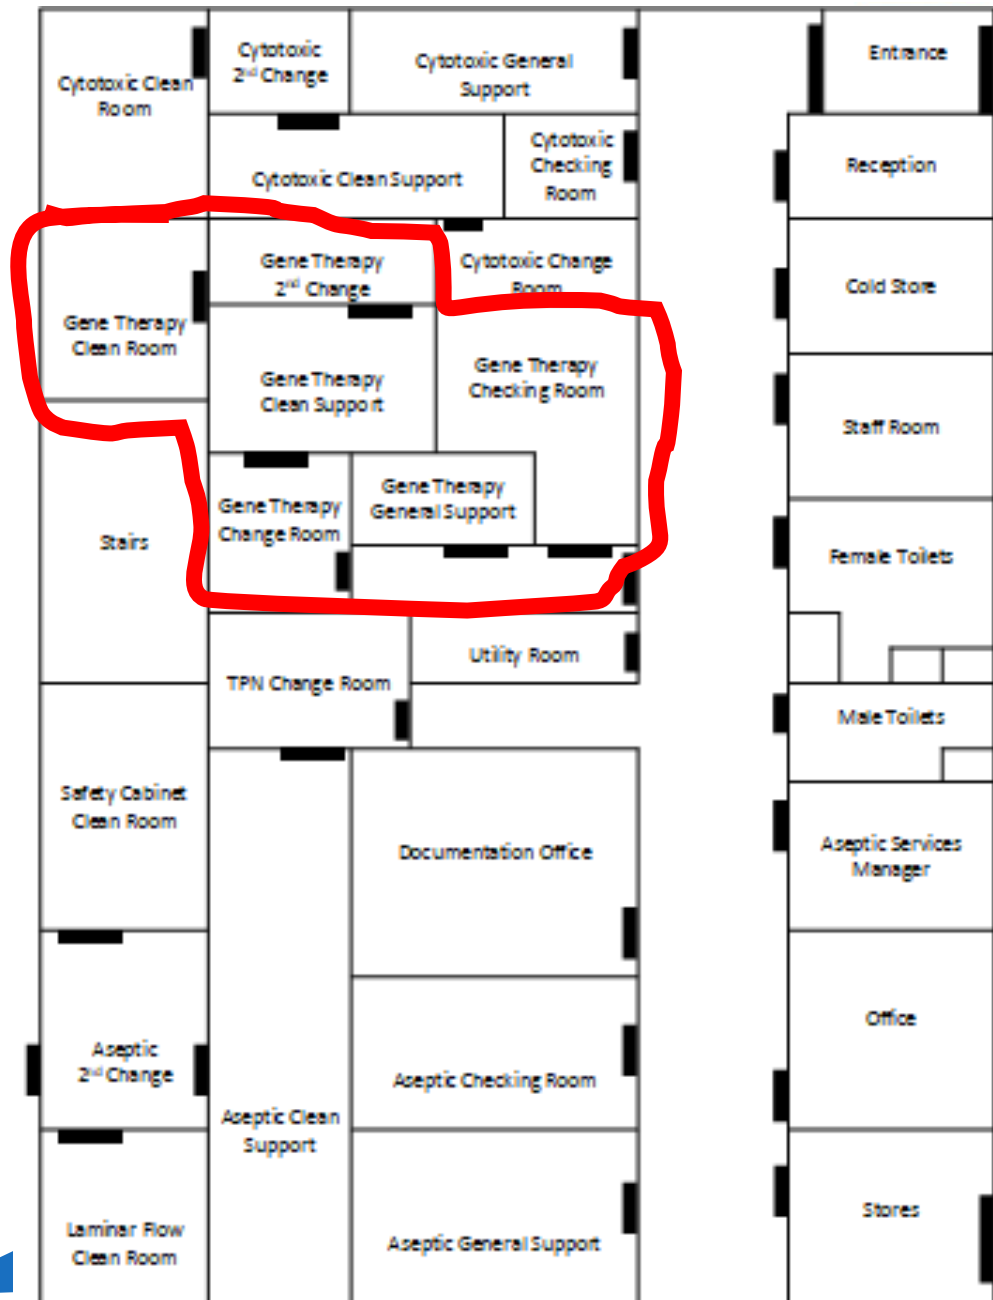 Cytotoxic Clean
Room
Cytotoxic
2nd Change
Cytotoxic General
Support
Entrance
Cytotoxic Clean Support
Cytotoxic
Checking
Room
Reception
Gene Therapy
Clean Room
Gene Therapy
2nd Change
Cytotoxic Change
Room
Cold Store
Gene Therapy
Clean Support
Gene Therapy
Checking Room
Staff Room
Stairs
Gene Therapy
Change Room
Gene Therapy
General Support
Female Toilets
TPN Change Room
Utility Room
Male Toilets
Safety Cabinet
Clean Room
Documentation Office
Aseptic Services
Manager
Aseptic
2nd Change
Aseptic Clean
Support
Aseptic Checking Room
Office
Laminar Flow
Clean Room
Aseptic General Support
Stores